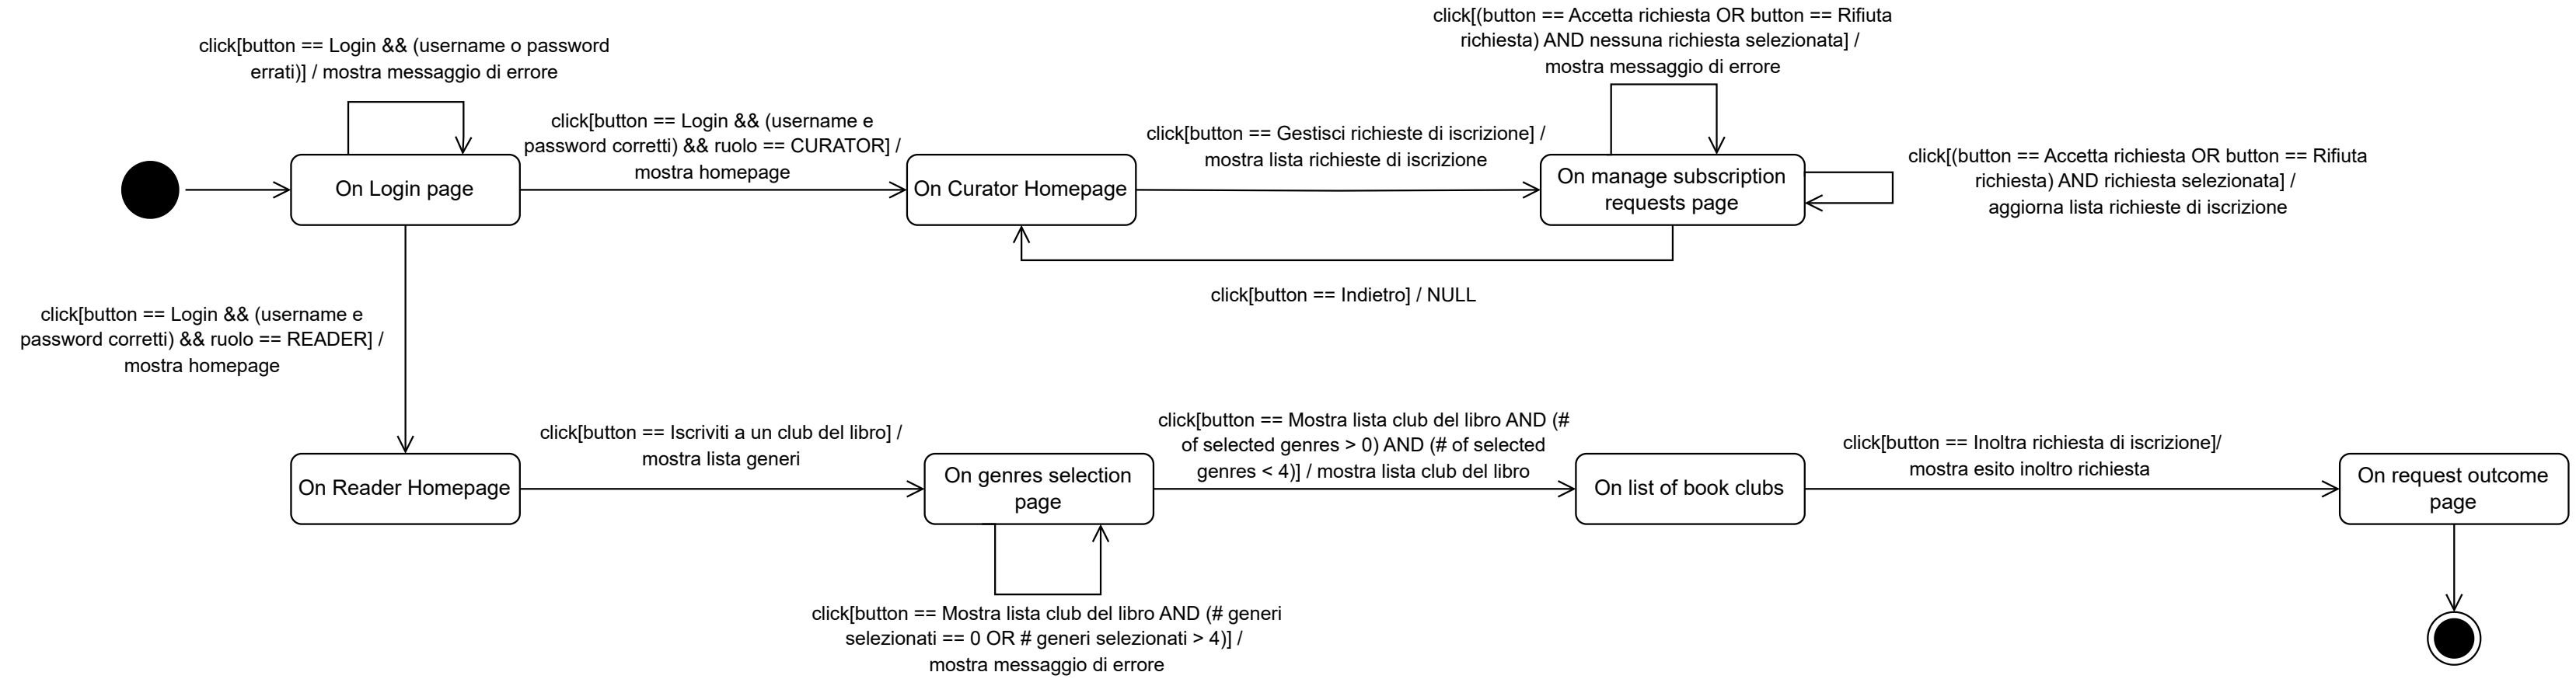 click[(button == Accetta richiesta OR button == Rifiuta
richiesta) AND nessuna richiesta selezionata] /
mostra messaggio di errore
click[button == Login && (username o password
errati)] / mostra messaggio di errore
click[button == Login && (username e
password corretti) && ruolo == CURATOR] /
mostra homepage
click[button == Gestisci richieste di iscrizione] /
mostra lista richieste di iscrizione
click[(button == Accetta richiesta OR button == Rifiuta
richiesta) AND richiesta selezionata] /
aggiorna lista richieste di iscrizione
On Login page
On Curator Homepage
On manage subscription
requests page
click[button == Indietro] / NULL
click[button == Login && (username e
password corretti) && ruolo == READER] /
mostra homepage
click[button == Iscriviti a un club del libro] /
mostra lista generi
click[button == Mostra lista club del libro AND (#
of selected genres > 0) AND (# of selected
genres < 4)] / mostra lista club del libro
click[button == Inoltra richiesta di iscrizione]/
mostra esito inoltro richiesta
On Reader Homepage
On genres selection
page
On list of book clubs
On request outcome
page
click[button == Mostra lista club del libro AND (# generi
selezionati == 0 OR # generi selezionati > 4)] /
mostra messaggio di errore